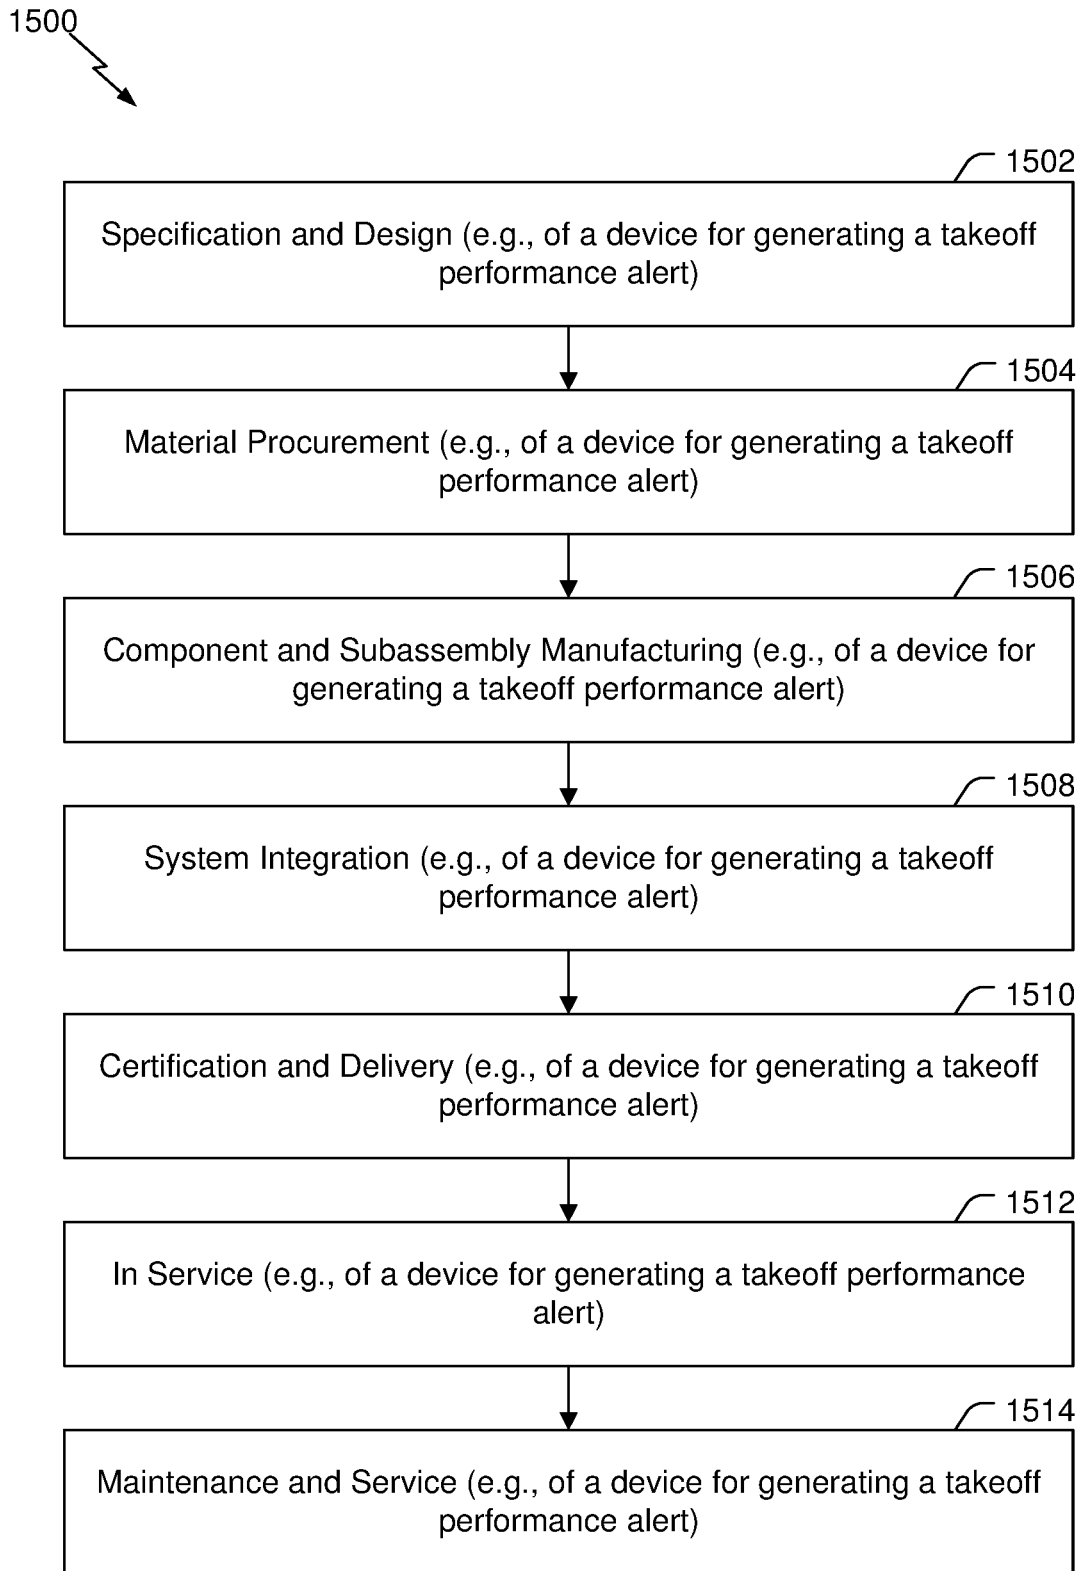 1500
1502
Specification and Design (e.g., of a device for generating a takeoff
performance alert)
1504
Material Procurement (e.g., of a device for generating a takeoff
performance alert)
1506
Component and Subassembly Manufacturing (e.g., of a device for
generating a takeoff performance alert)
1508
System Integration (e.g., of a device for generating a takeoff
performance alert)
1510
Certification and Delivery (e.g., of a device for generating a takeoff
performance alert)
1512
In Service (e.g., of a device for generating a takeoff performance
alert)
1514
Maintenance and Service (e.g., of a device for generating a takeoff
performance alert)